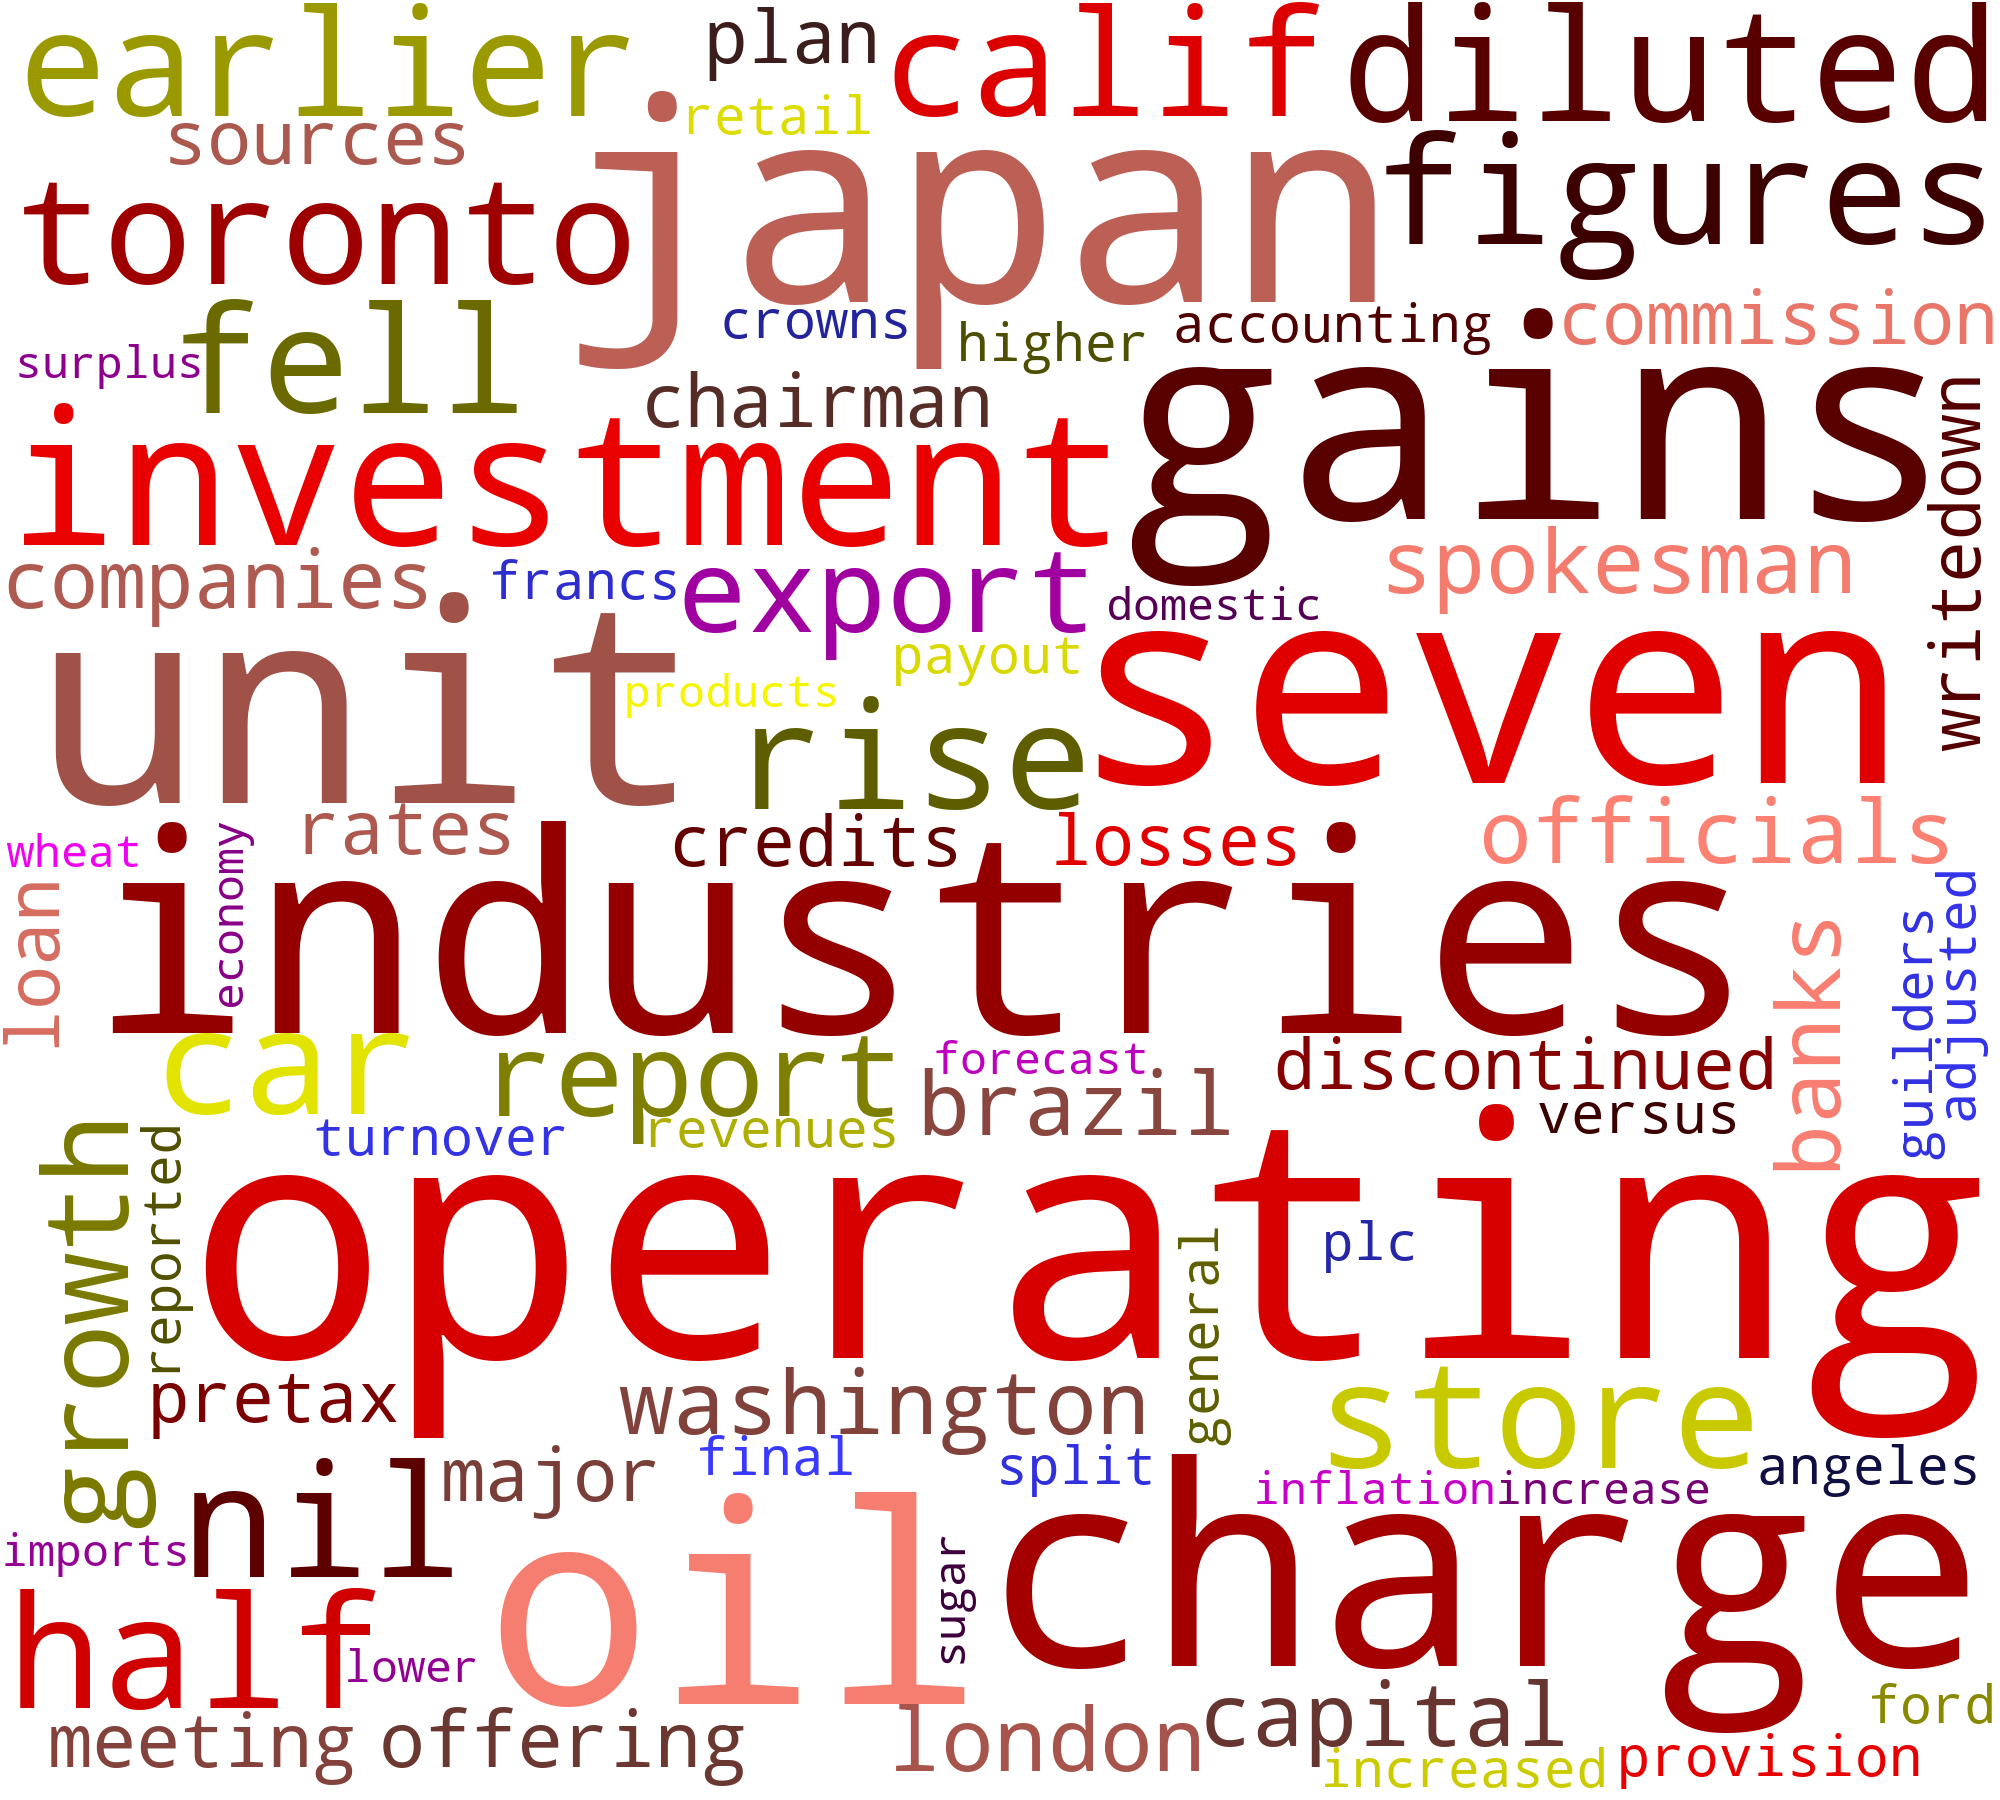 earlier
plan
calif
diluted
retail
sources
japan
figures
toronto
crowns
higher
accounting
commission
surplus
fell
chairman
gains
writedown
investment
companies
francs
export
domestic
spokesman
unit
payout
seven
products
rise
wheat
economy
rates
credits
losses
officials
loan
industries
banks
guilders
adjusted
car
report
forecast
brazil
discontinued
versus
growth
reported
turnover
revenues
operating
general
plc
pretax
washington
store
major
final
split
inflation
increase
angeles
nil
imports
oil
sugar
charge
half
lower
meeting
offering
london
capital
ford
increased
provision